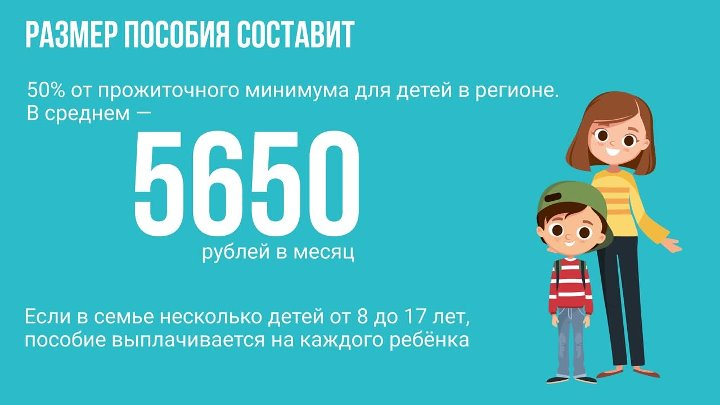 РАЗМЕР ПОСОБИЯ СОСТАВИТ
50% от прожиточного минимума для детей в регионе.
В среднем —
5650
рублей в месяц
Если в семье несколько детей от 8 до 17 лет,
пособие выплачивается на каждого ребёнка